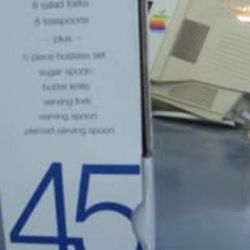 8 salad forks
8 teaspoons
- plus -
5 piece hostess set
sugar spoon
butter knife
serving fork
serving spoon
pierced serving spoon
45